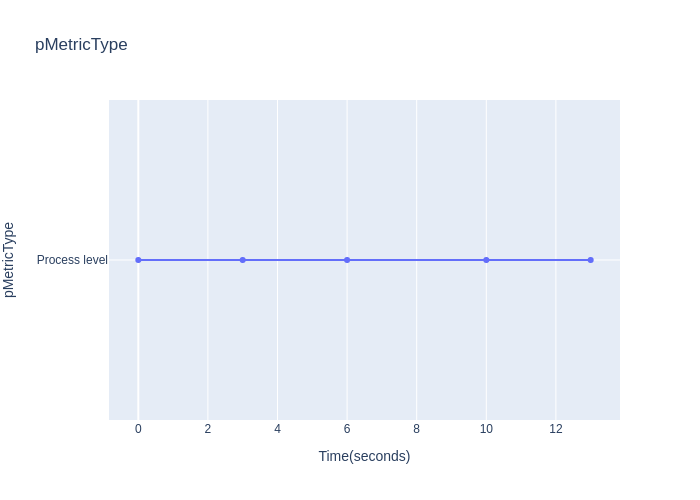 pMetricType
pMetricType
Process level
0 2 4 6 8 10 12
Time(seconds)